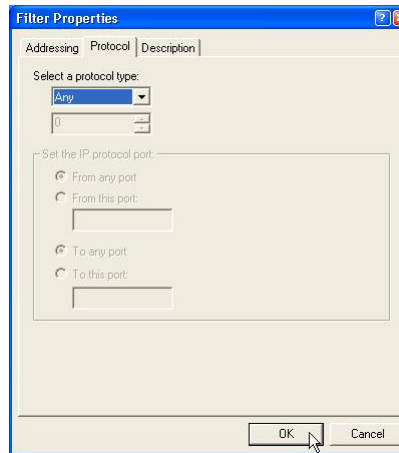 Filter Properties
Addressing Protocol Description
Select a protocol type:
Any
0
Set the IP protocol port:
From any port
From this port:
To any port
To this port:
OK Cancel